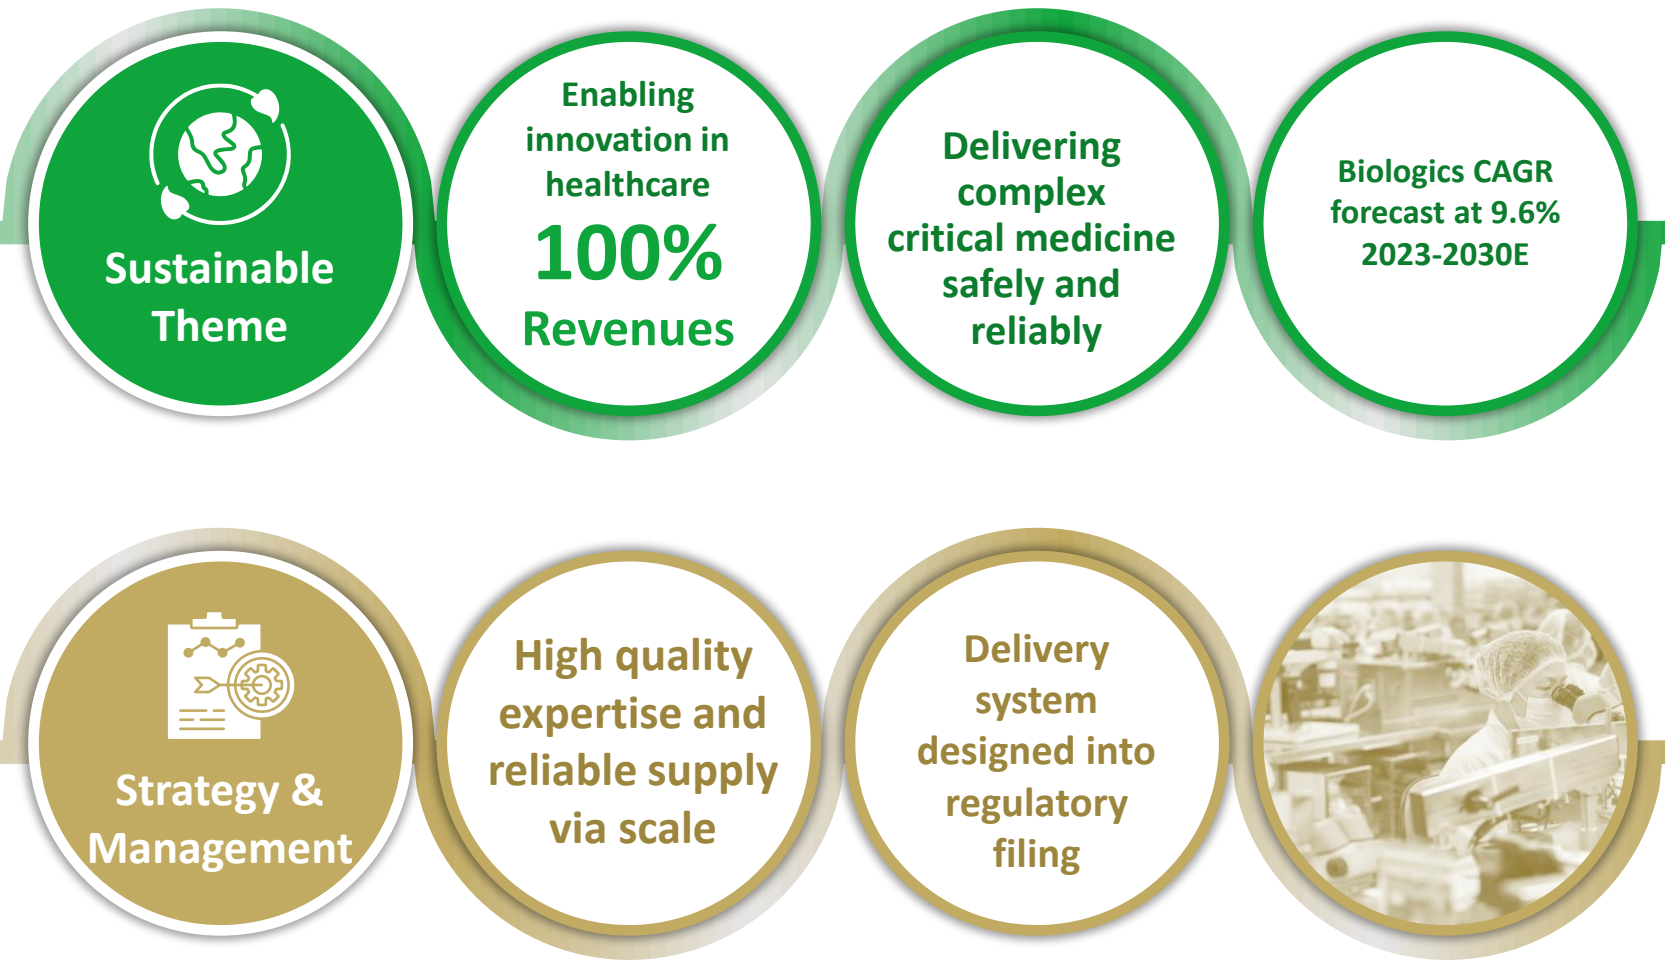 Sustainable
Theme
Enabling
innovation in
healthcare
100%
Revenues
Delivering
complex
critical medicine
safely and
reliably
Biologics CAGR
forecast at 9.6%
2023-2030E
Strategy &
Management
High quality
expertise and
reliable supply
via scale
Delivery
system
designed into
regulatory
filing